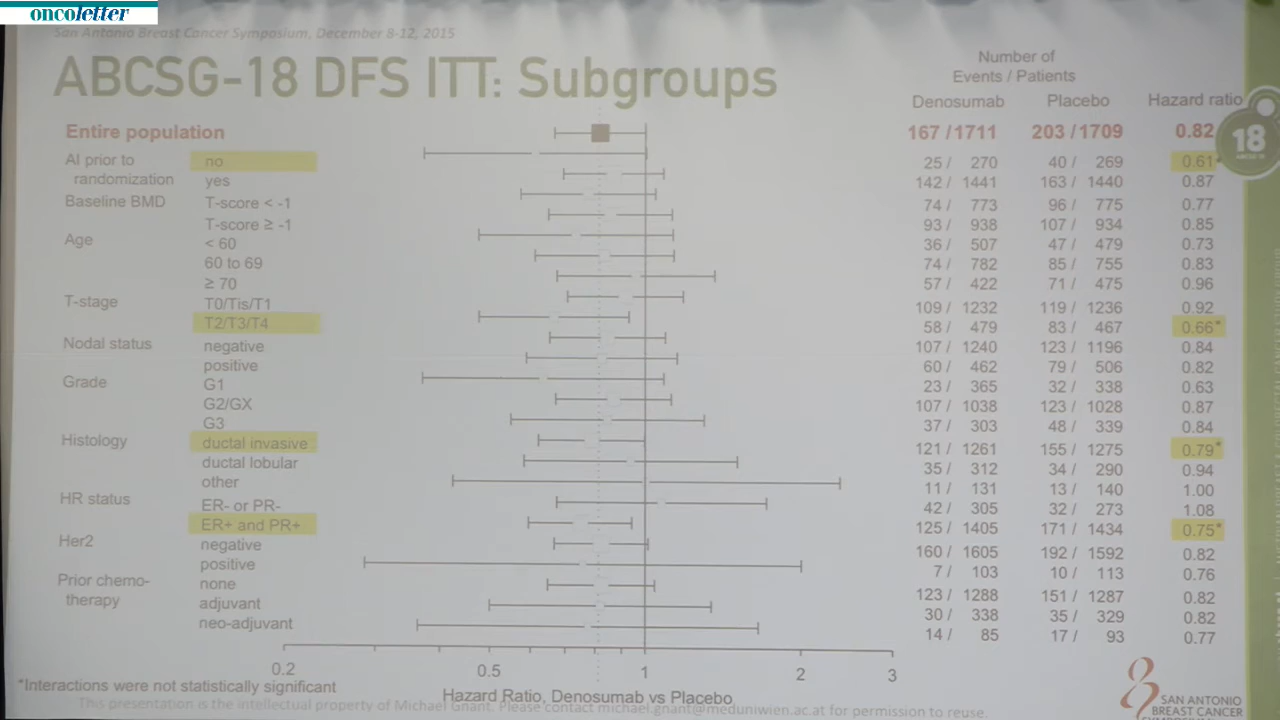 oncoletter
San Antonio Breast Cancer Symposium, December 8-12, 2015
ABCSG-18 DFS ITT: Subgroups
Number of
Events / Patients
Denosumab Placebo Hazard ratio
Entire population 167 / 1711 203 / 1709 0.82
18
AI prior to randomization no 25 / 270 40 / 269 0.61*
yes 142 / 1441 163 / 1440 0.87
Baseline BMD T-score < -1 74 / 773 96 / 775 0.77
T-score ≥ -1 93 / 938 107 / 934 0.85
Age < 60 36 / 507 47 / 479 0.73
60 to 69 74 / 782 85 / 755 0.83
≥ 70 57 / 422 71 / 475 0.96
T-stage T0/Tis/T1 109 / 1232 119 / 1236 0.92
T2/T3/T4 58 / 479 83 / 467 0.66*
Nodal status negative 107 / 1240 123 / 1196 0.84
positive 60 / 462 79 / 506 0.82
Grade G1 23 / 365 32 / 338 0.63
G2/GX 107 / 1038 123 / 1028 0.87
G3 37 / 303 48 / 339 0.84
Histology ductal invasive 121 / 1261 155 / 1275 0.79*
ductal lobular 35 / 312 34 / 290 0.94
other 11 / 131 13 / 140 1.00
HR status ER- or PR- 42 / 305 32 / 273 1.08
ER+ and PR+ 125 / 1405 171 / 1434 0.75*
Her2 negative 160 / 1605 192 / 1592 0.82
positive 7 / 103 10 / 113 0.76
Prior chemo-therapy none 123 / 1288 151 / 1287 0.82
adjuvant 30 / 338 35 / 329 0.82
neo-adjuvant 14 / 85 17 / 93 0.77
0.2 0.5 1 2 3
*Interactions were not statistically significant
Hazard Ratio, Denosumab vs Placebo
This presentation is the intellectual property of Michael Gnant. Please contact michael.gnant@meduniwien.ac.at for permission to reuse.
SAN ANTONIO
BREAST CANCER